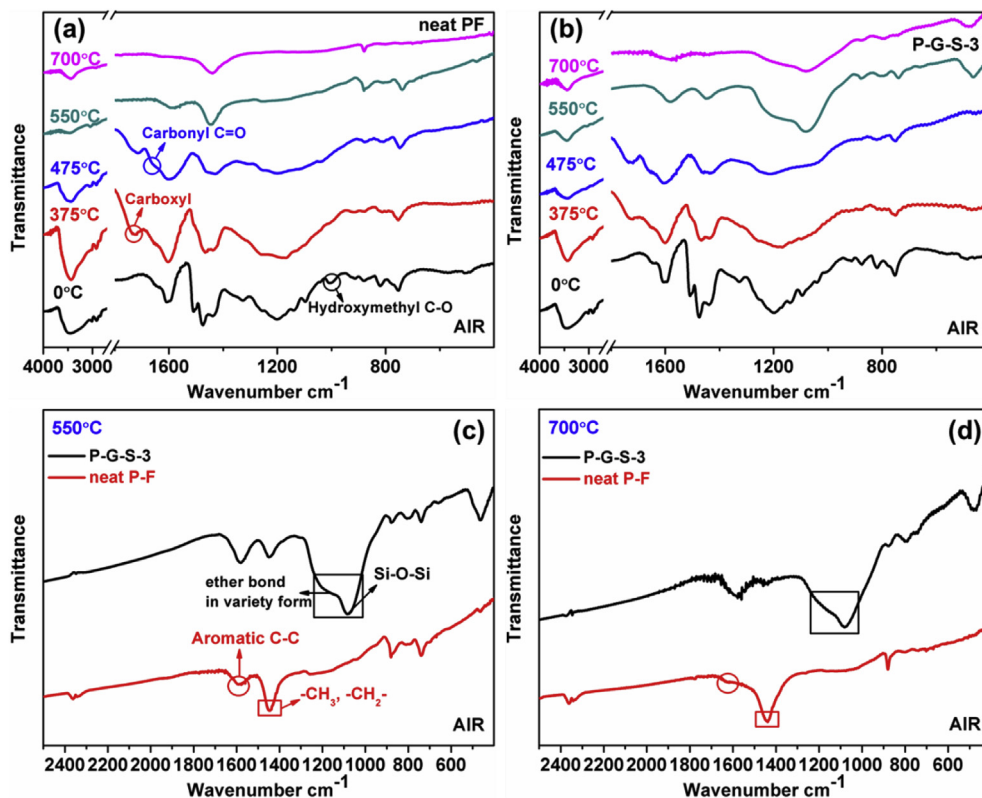 (a)
neat PF
700°C
550°C
Carbonyl C=O
475°C
Carboxyl
375°C
0°C
Hydroxymethyl C-O
AIR
Transmittance
4000 3000 1600 1200 800
Wavenumber cm-1
(b)
P-G-S-3
700°C
550°C
475°C
375°C
0°C
AIR
Transmittance
4000 3000 1600 1200 800
Wavenumber cm-1
550°C
(c)
P-G-S-3
neat P-F
Si-O-Si
ether bond
in variety form
Aromatic C-C
-CH3, -CH2-
AIR
Transmittance
2400 2200 2000 1800 1600 1400 1200 1000 800 600
Wavenumber cm-1
700°C
(d)
P-G-S-3
neat P-F
AIR
Transmittance
2400 2200 2000 1800 1600 1400 1200 1000 800 600
Wavenumber cm-1